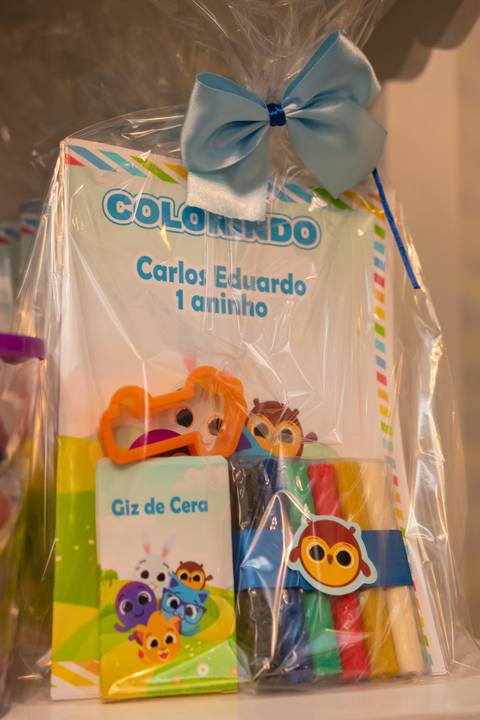 COLORINDO
Carlos Eduardo
1 aninho
Giz de Cera